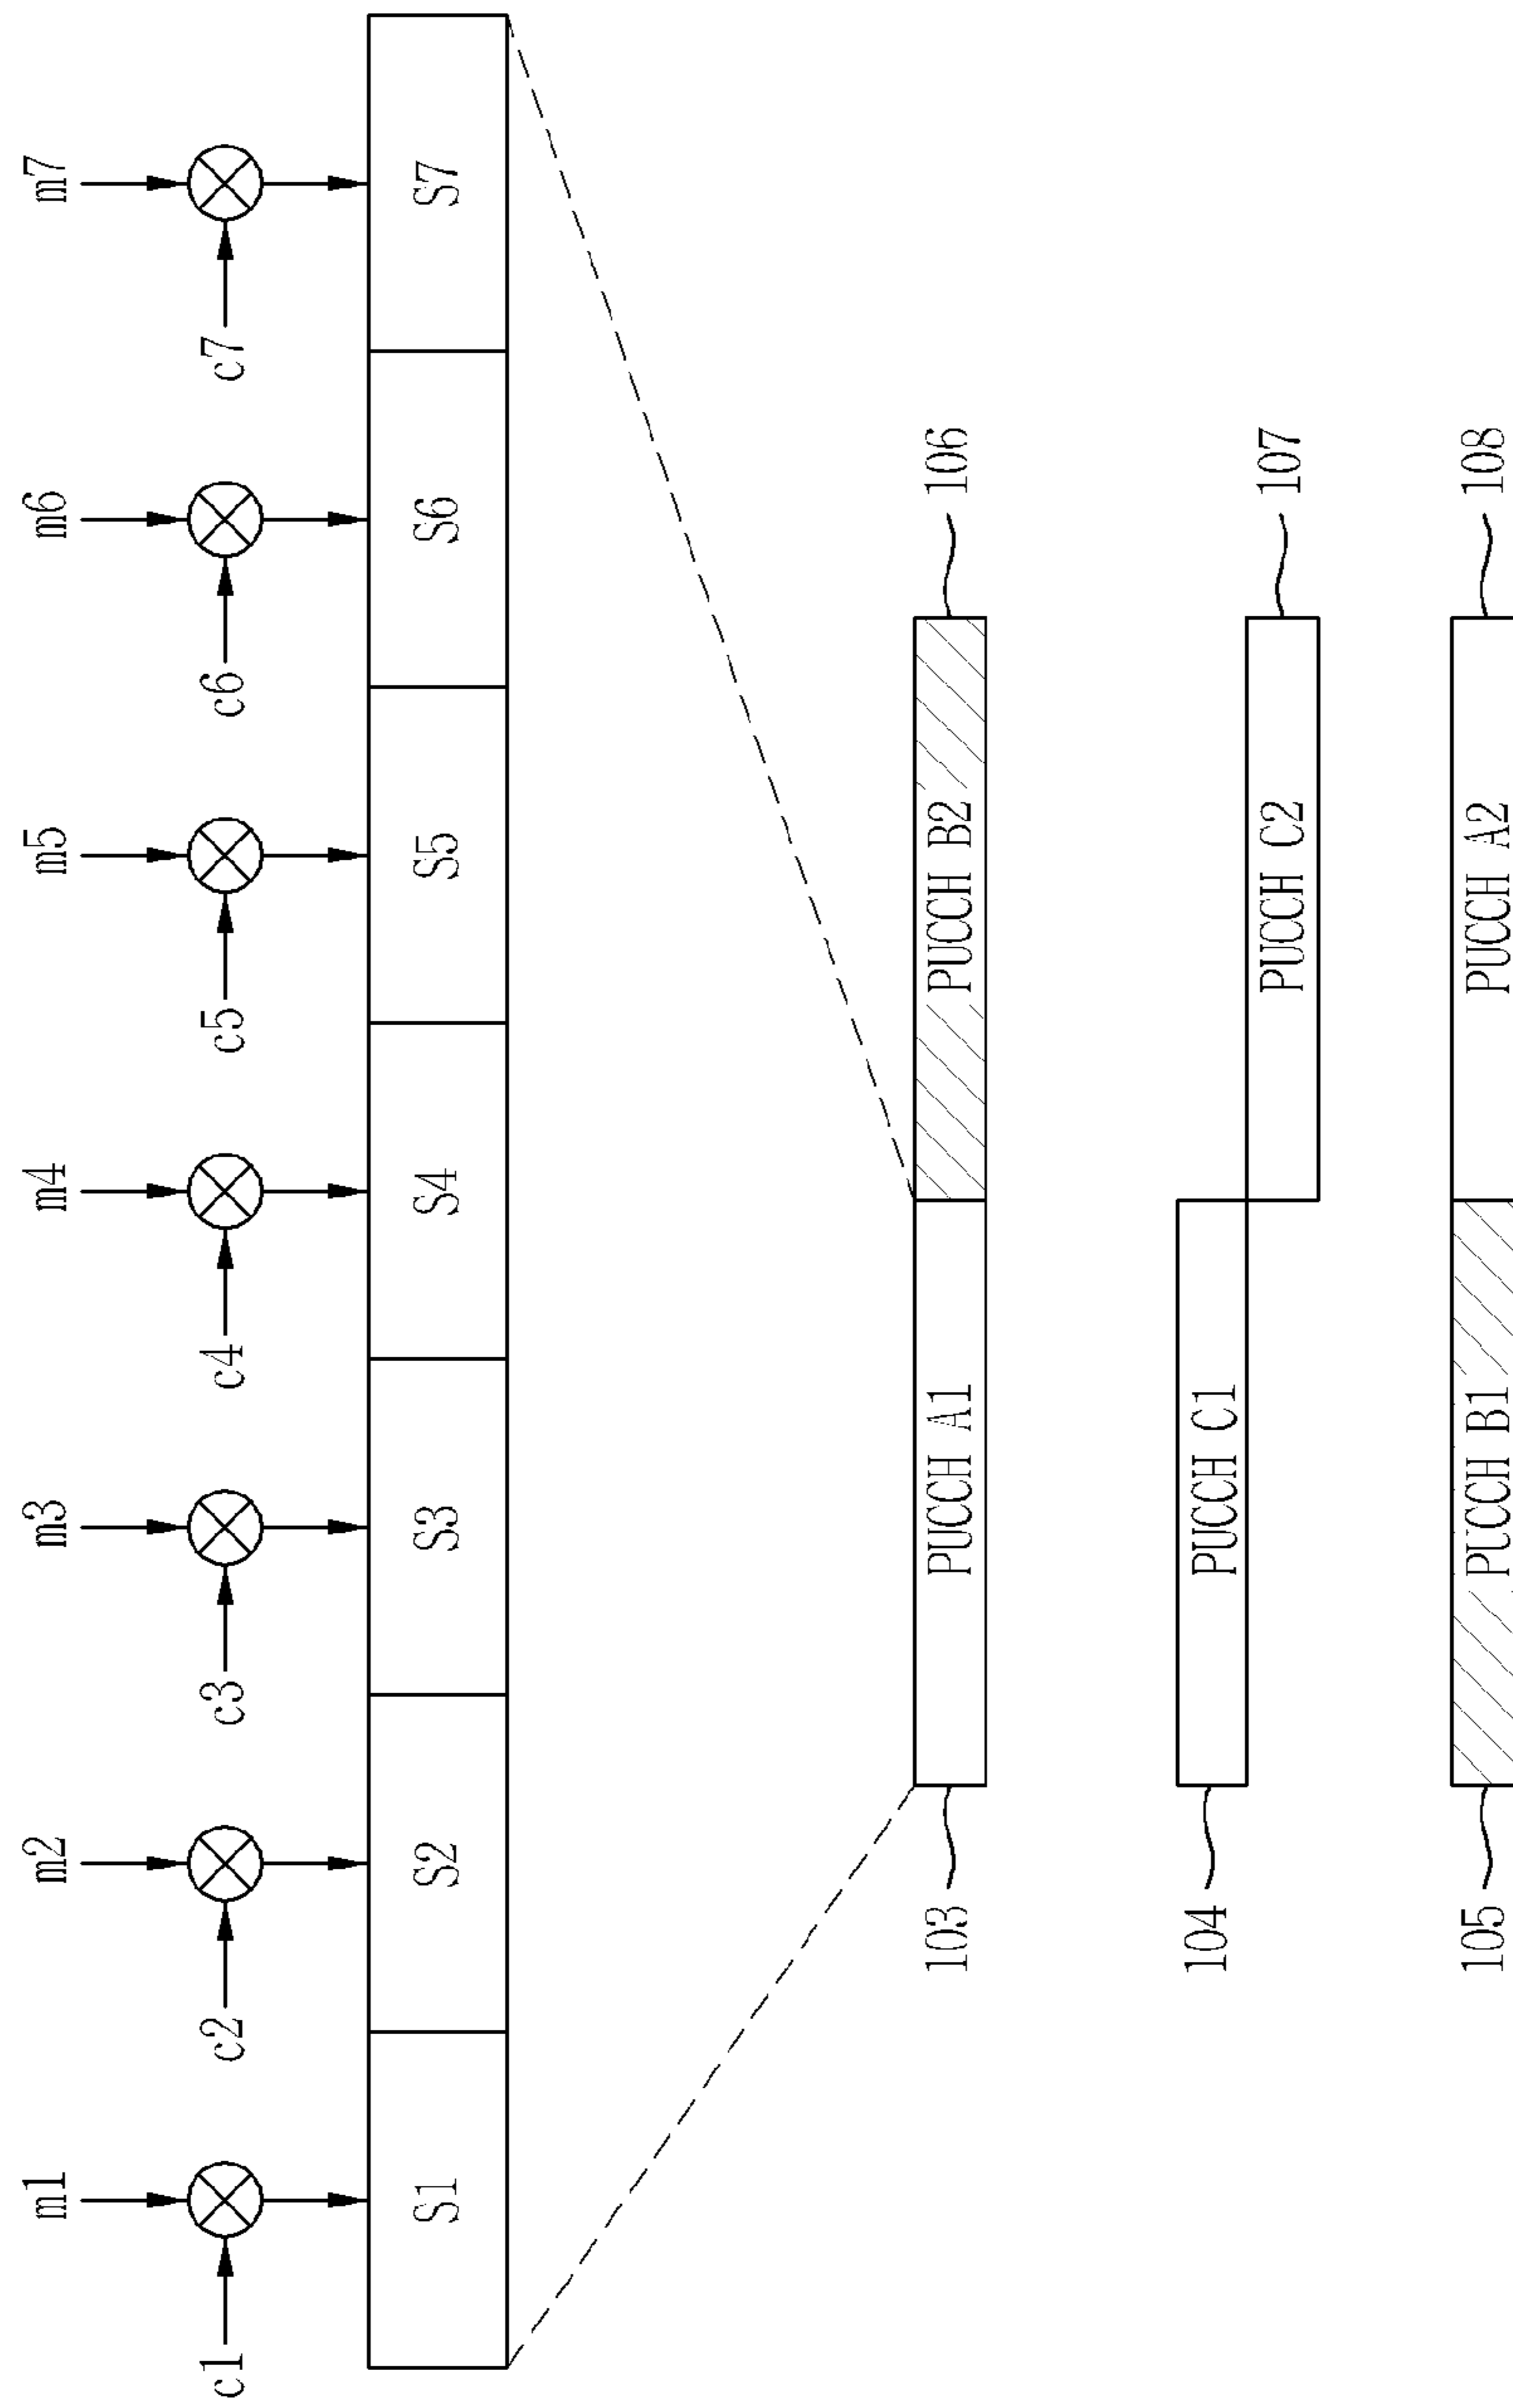 m1 m2 m3 m4 m5 m6 m7
c1 c2 c3 c4 c5 c6 c7
S1 S2 S3 S4 S5 S6 S7
103 PUCCH A1 PUCCH B2 106
104 PUCCH C1
PUCCH C2 107
105 PUCCH B1 PUCCH A2 108